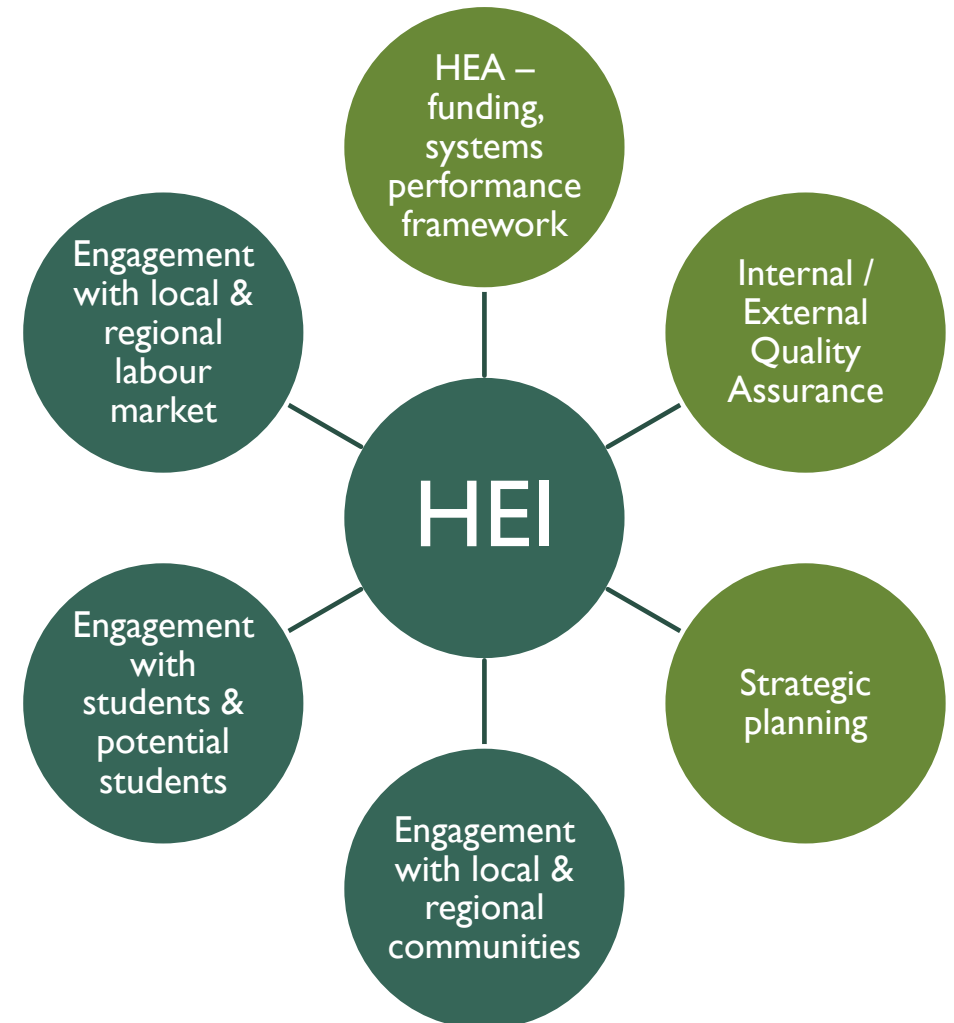 HEA –
funding,
systems
performance
framework
Internal /
External
Quality
Assurance
Strategic
planning
Engagement
with local &
regional
communities
Engagement
with
students &
potential
students
Engagement
with local &
regional
labour
market
HEI